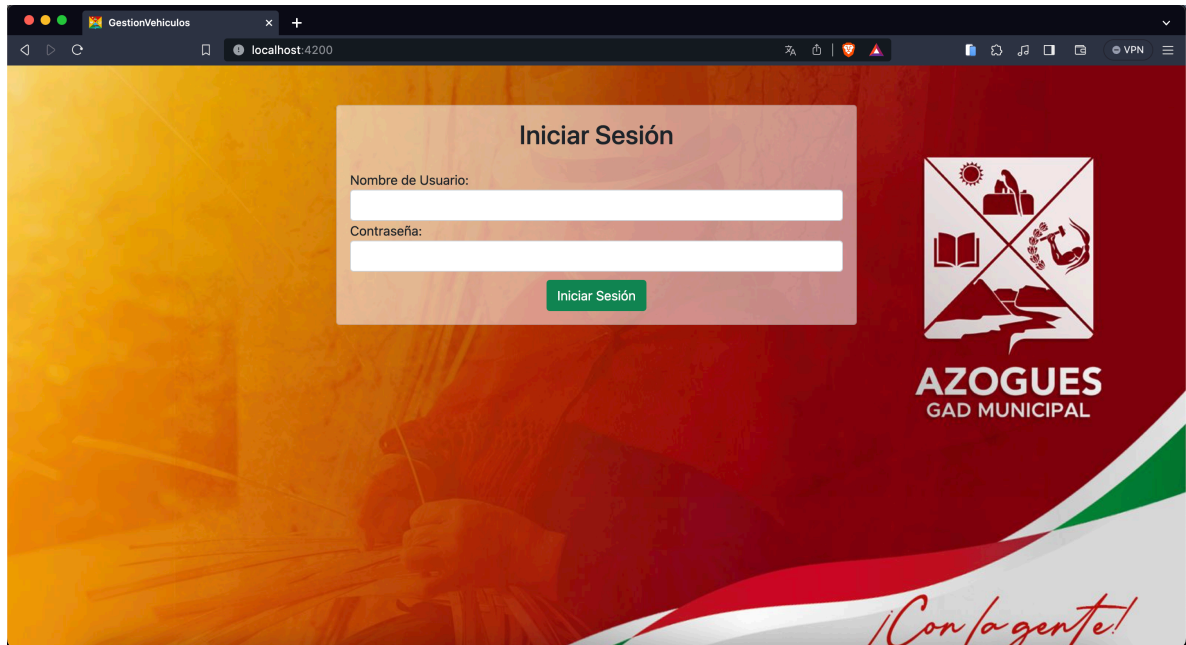 GestionVehiculos
localhost:4200
VPN
Iniciar Sesión
Nombre de Usuario:
Contraseña:
Iniciar Sesión
AZOGUES
GAD MUNICIPAL
¡Con la gente!